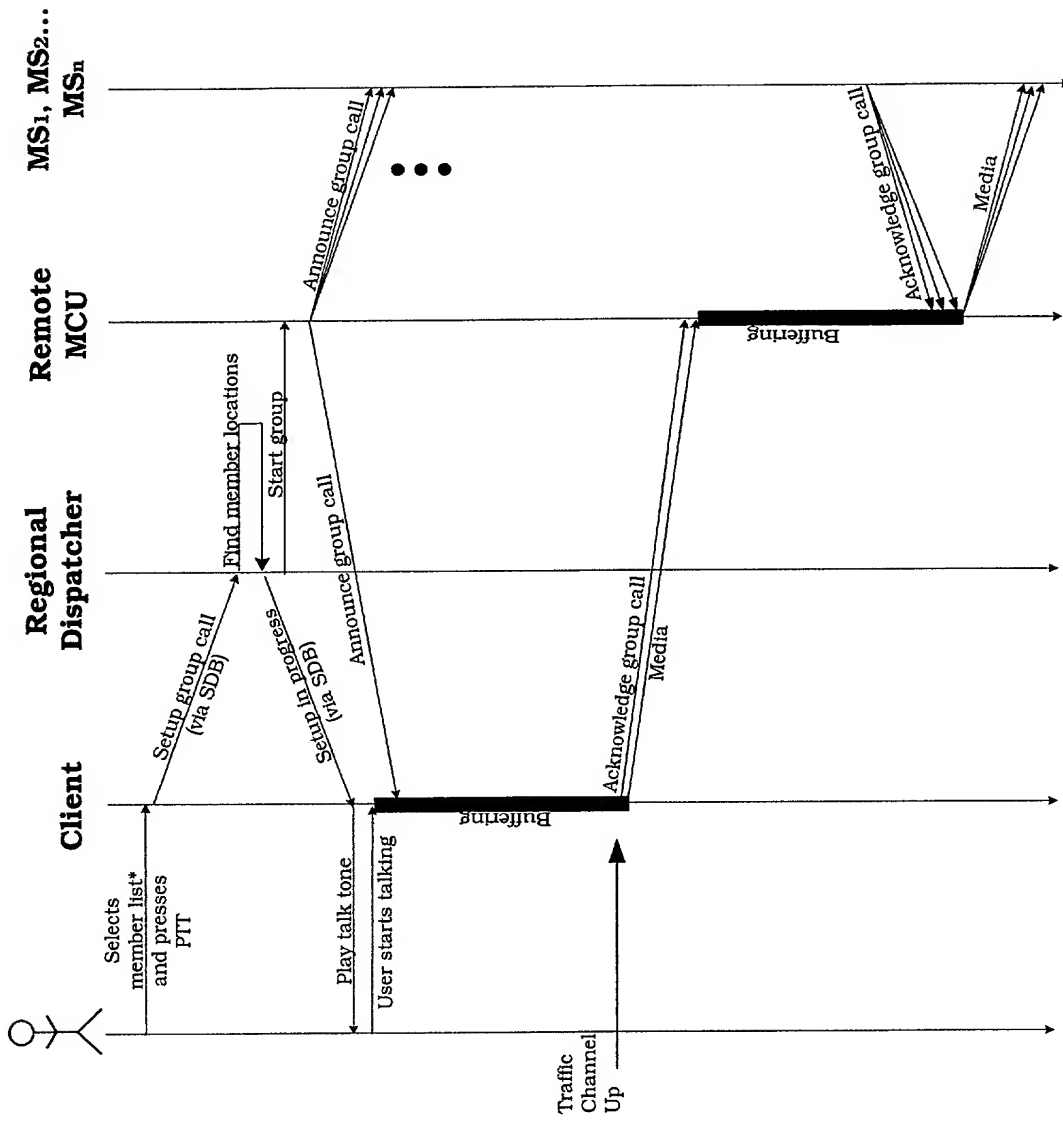 Client
Regional
Dispatcher
Remote
MCU
MS1, MS2...
MSn
Selects
member list*
and presses
PTT
Setup group call
(via SDB)
Find member locations
Setup in progress
(via SDB)
Start group
Announce group call
Announce group call
Play talk tone
User starts talking
Buffering
Traffic
Channel
Up
Acknowledge group call
Media
Buffering
Acknowledge group call
Media